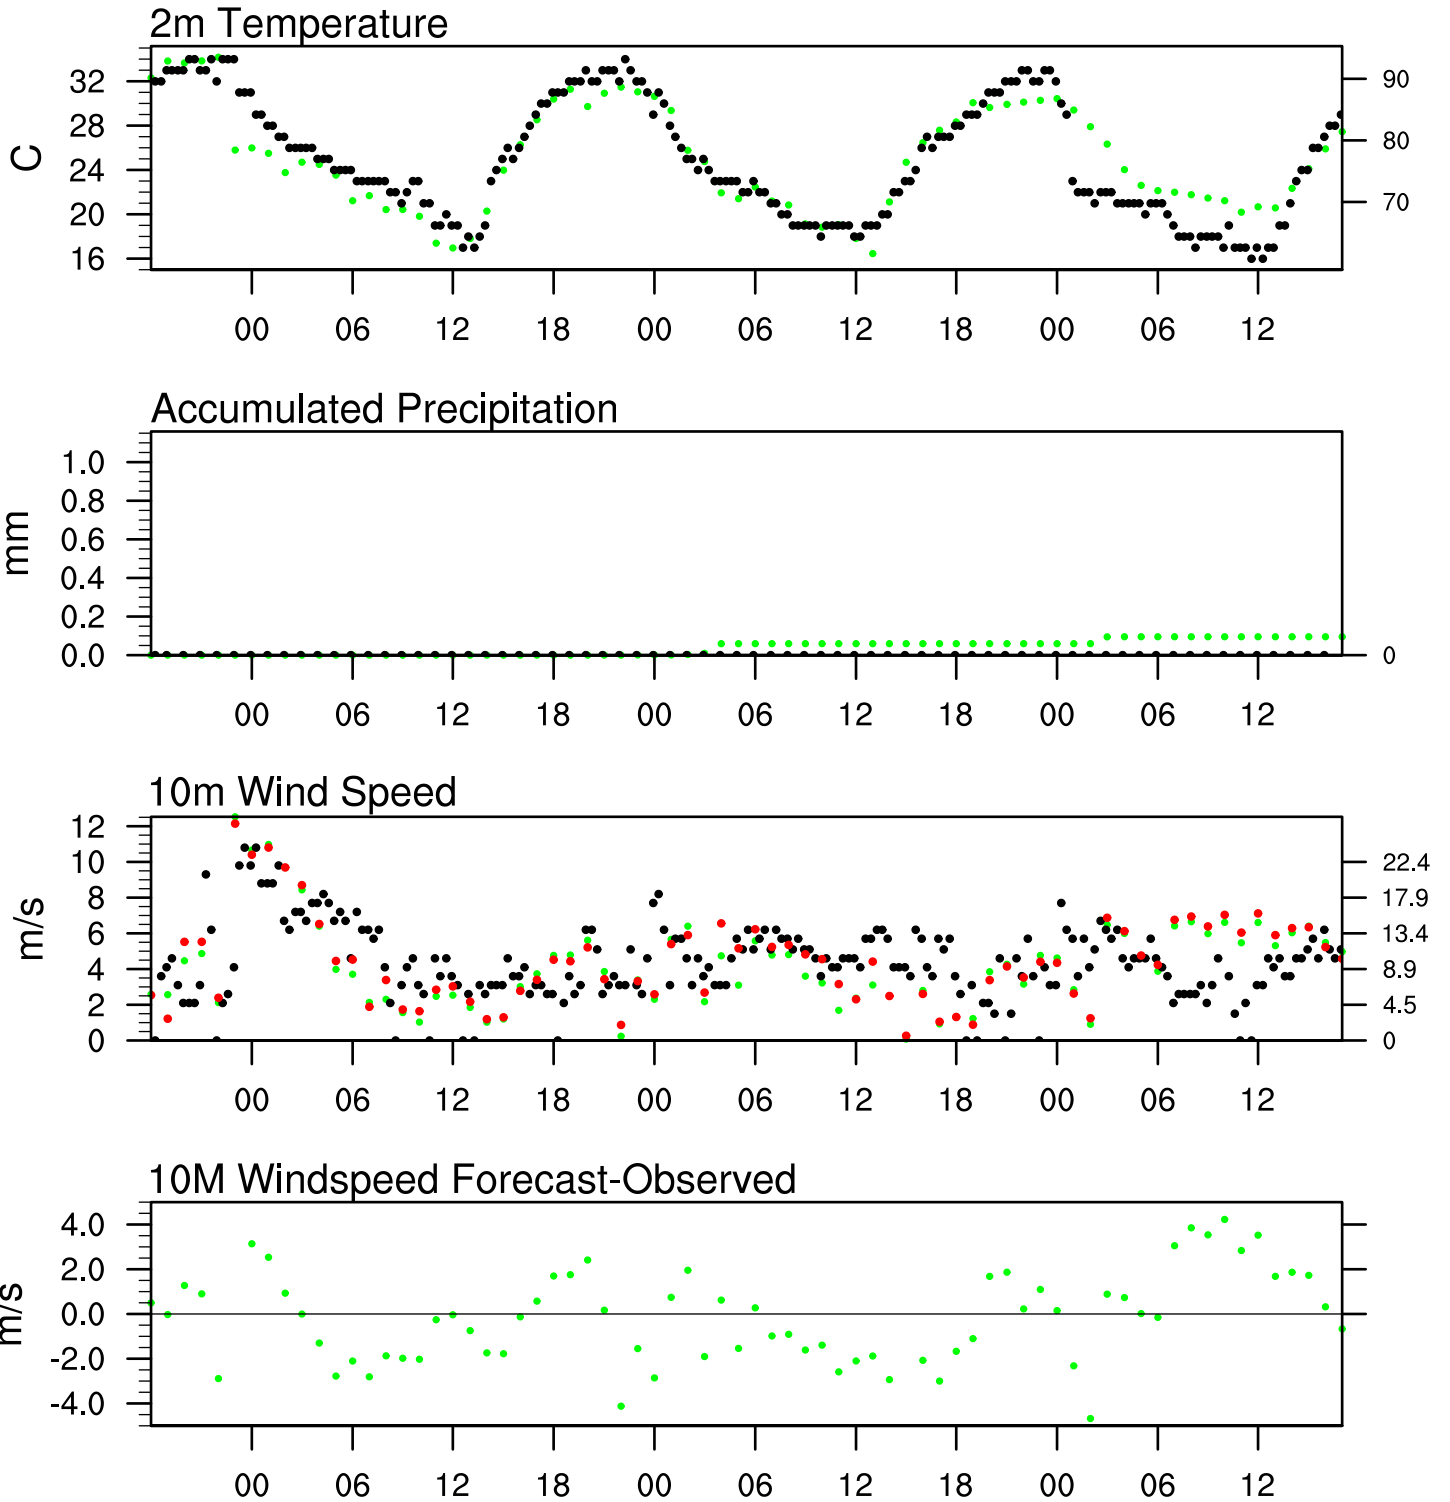 2m Temperature
C
32
28
24
20
16
90
80
70
00 06 12 18 00 06 12 18 00 06 12
Accumulated Precipitation
mm
1.0
0.8
0.6
0.4
0.2
0.0
0
00 06 12 18 00 06 12 18 00 06 12
10m Wind Speed
m/s
12
10
8
6
4
2
0
22.4
17.9
13.4
8.9
4.5
0
00 06 12 18 00 06 12 18 00 06 12
10M Windspeed Forecast-Observed
m/s
4.0
2.0
0.0
-2.0
-4.0
00 06 12 18 00 06 12 18 00 06 12